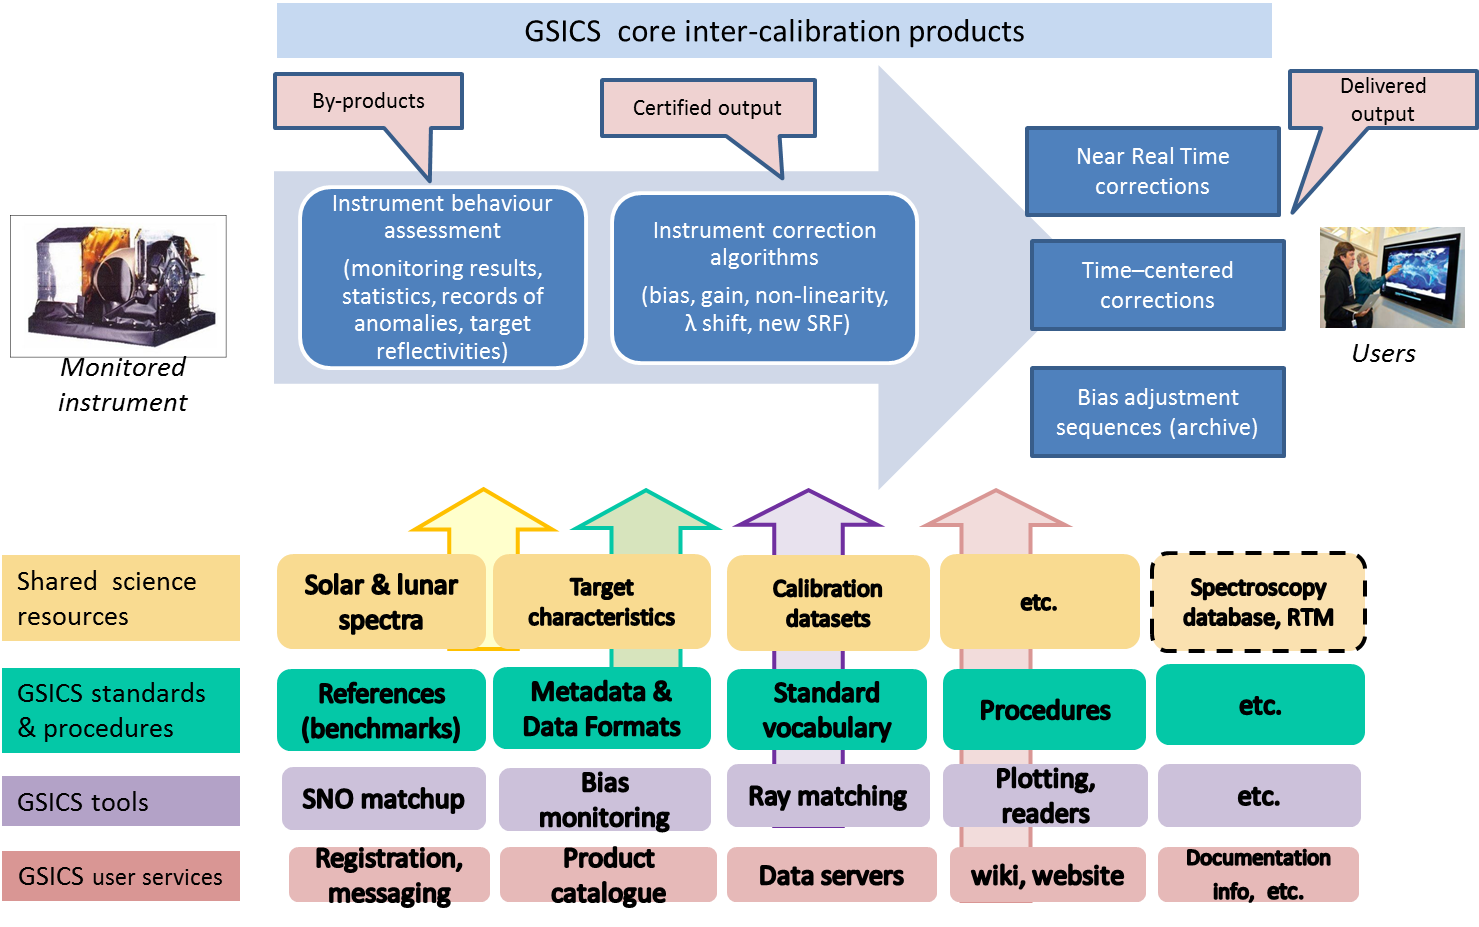 GSICS core inter-calibration products
By-products
Certified output
Delivered
output
Instrument behaviour
assessment
(monitoring results,
statistics, records of
anomalies, target
reflectivities)
Instrument correction
algorithms
(bias, gain, non-linearity,
λ shift, new SRF)
Near Real Time
corrections
Time–centered
corrections
Bias adjustment
sequences (archive)
Monitored
instrument
Users
Shared science
resources
Solar & lunar
spectra
Target
characteristics
Calibration
datasets
etc.
Spectroscopy
database, RTM
GSICS standards
& procedures
References
(benchmarks)
Metadata &
Data Formats
Standard
vocabulary
Procedures
etc.
GSICS tools
SNO matchup
Bias
monitoring
Ray matching
Plotting,
readers
etc.
GSICS user services
Registration,
messaging
Product
catalogue
Data servers
wiki, website
Documentation
info, etc.